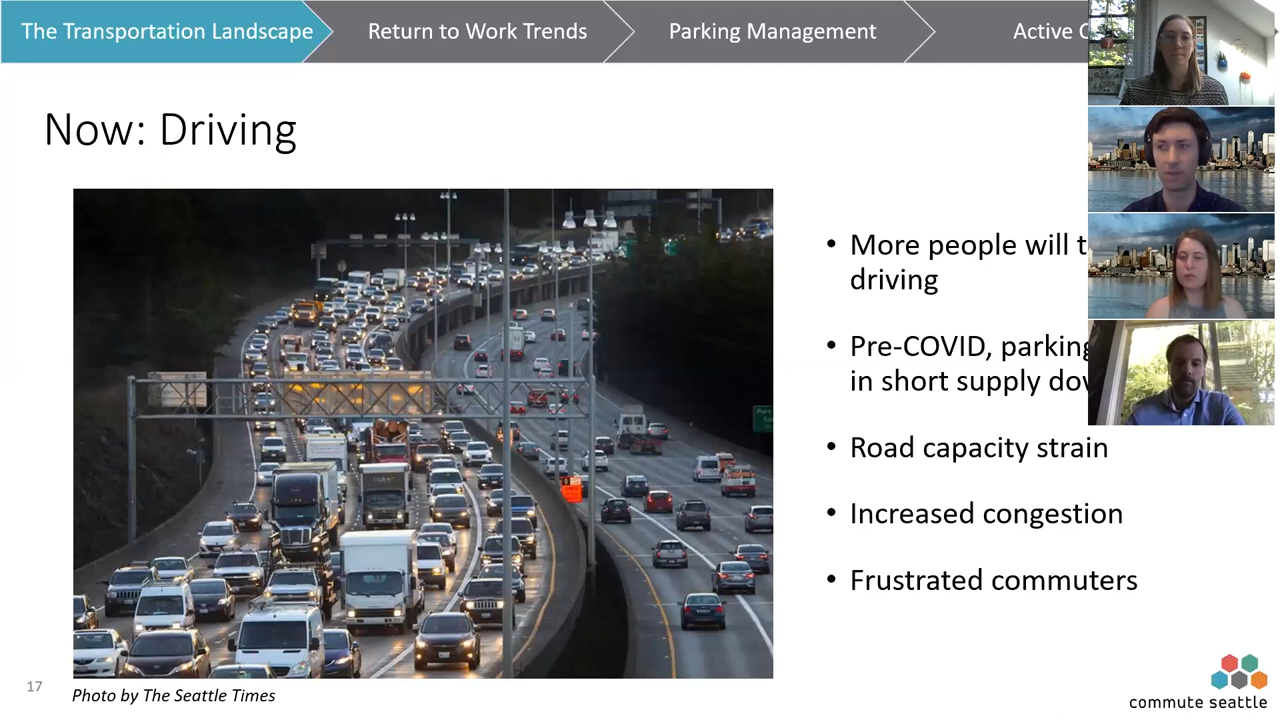 The Transportation Landscape
Return to Work Trends
Parking Management
Active
Now: Driving
• More people will
driving
• Pre-COVID, parking
in short supply
• Road capacity strain
• Increased congestion
• Frustrated commuters
17
Photo by The Seattle Times
commute seattle